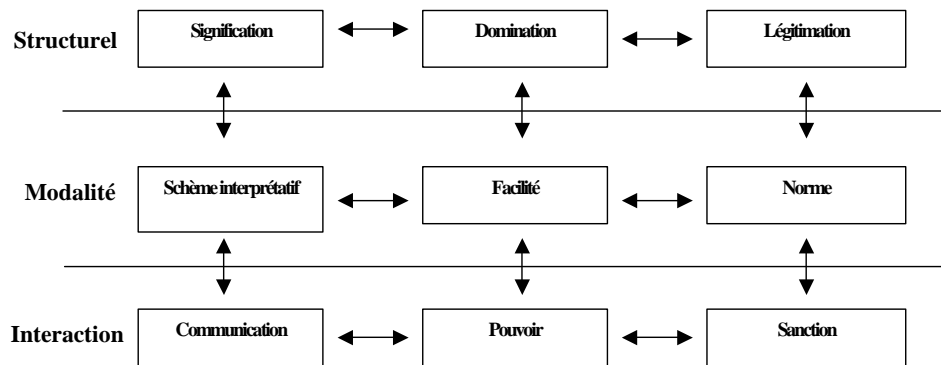 Structurel Signification Domination Légitimation
Modalité Schème interprétatif Facilité Norme
Interaction Communication Pouvoir Sanction